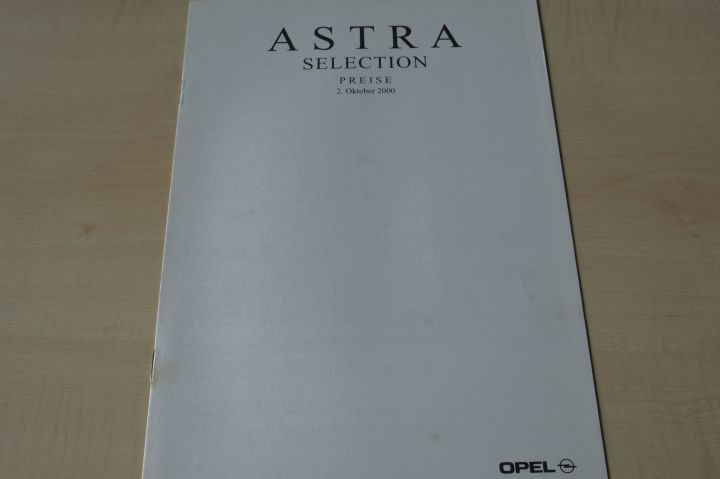 ASTRA
SELECTION
PREISE
2. Oktober 2000
OPEL